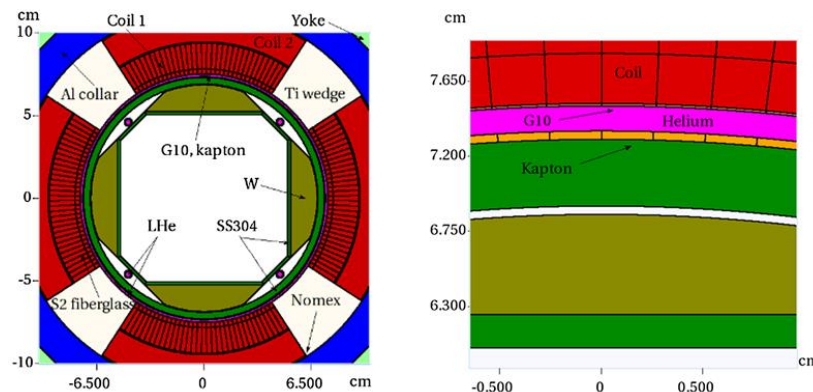 cm
Coil 1
Yoke
10
Coil 2
Al collar
Ti wedge
5
G10, kapton
W
0
LHe
SS304
-5
S2 fiberglass
Nomex
-10
-6.500
0
6.500
cm
cm
7.650
Coil
G10
Helium
7.200
Kapton
6.750
6.300
-0.500
0
0.500
cm